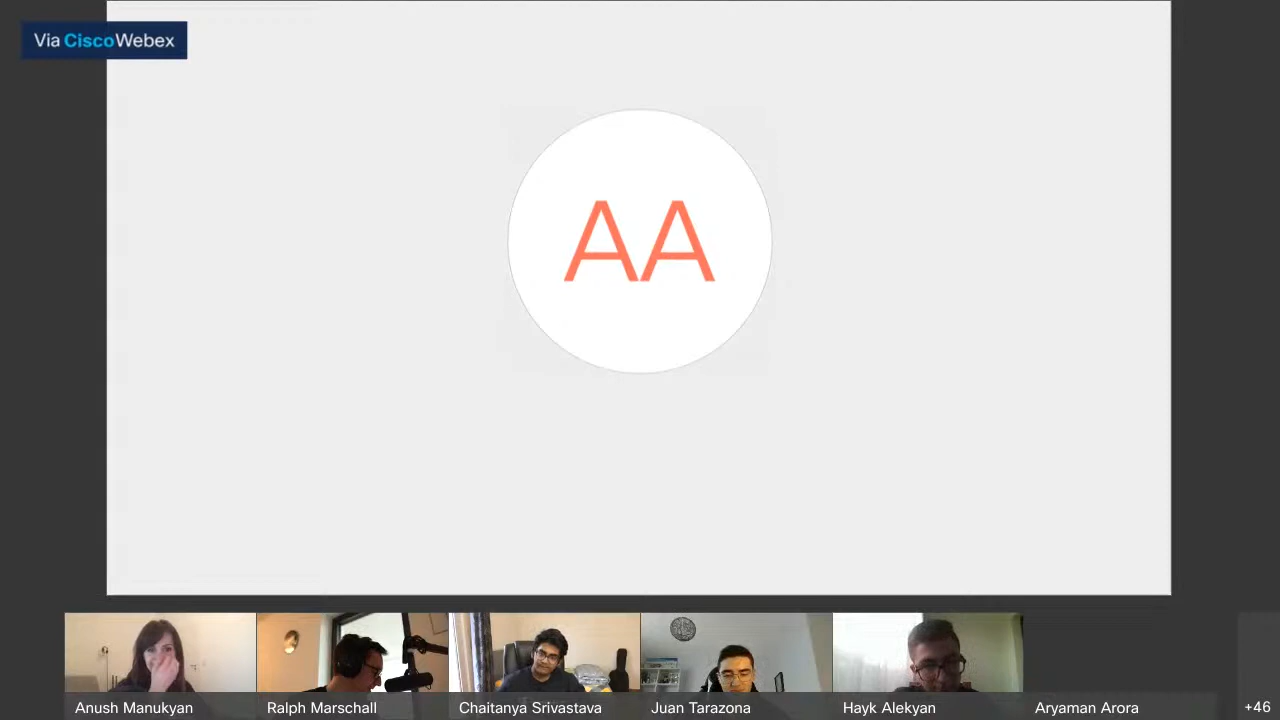 Via CiscoWebex
AA
Anush Manukyan
Ralph Marschall
Chaitanya Srivastava
Juan Tarazona
Hayk Alekyan
Aryaman Arora
+46